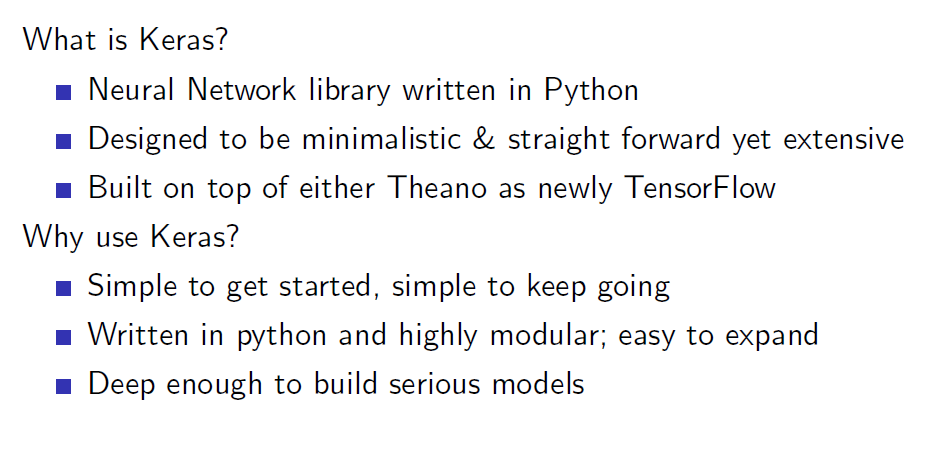 What is Keras?
Neural Network library written in Python
Designed to be minimalistic & straight forward yet extensive
Built on top of either Theano as newly TensorFlow
Why use Keras?
Simple to get started, simple to keep going
Written in python and highly modular; easy to expand
Deep enough to build serious models